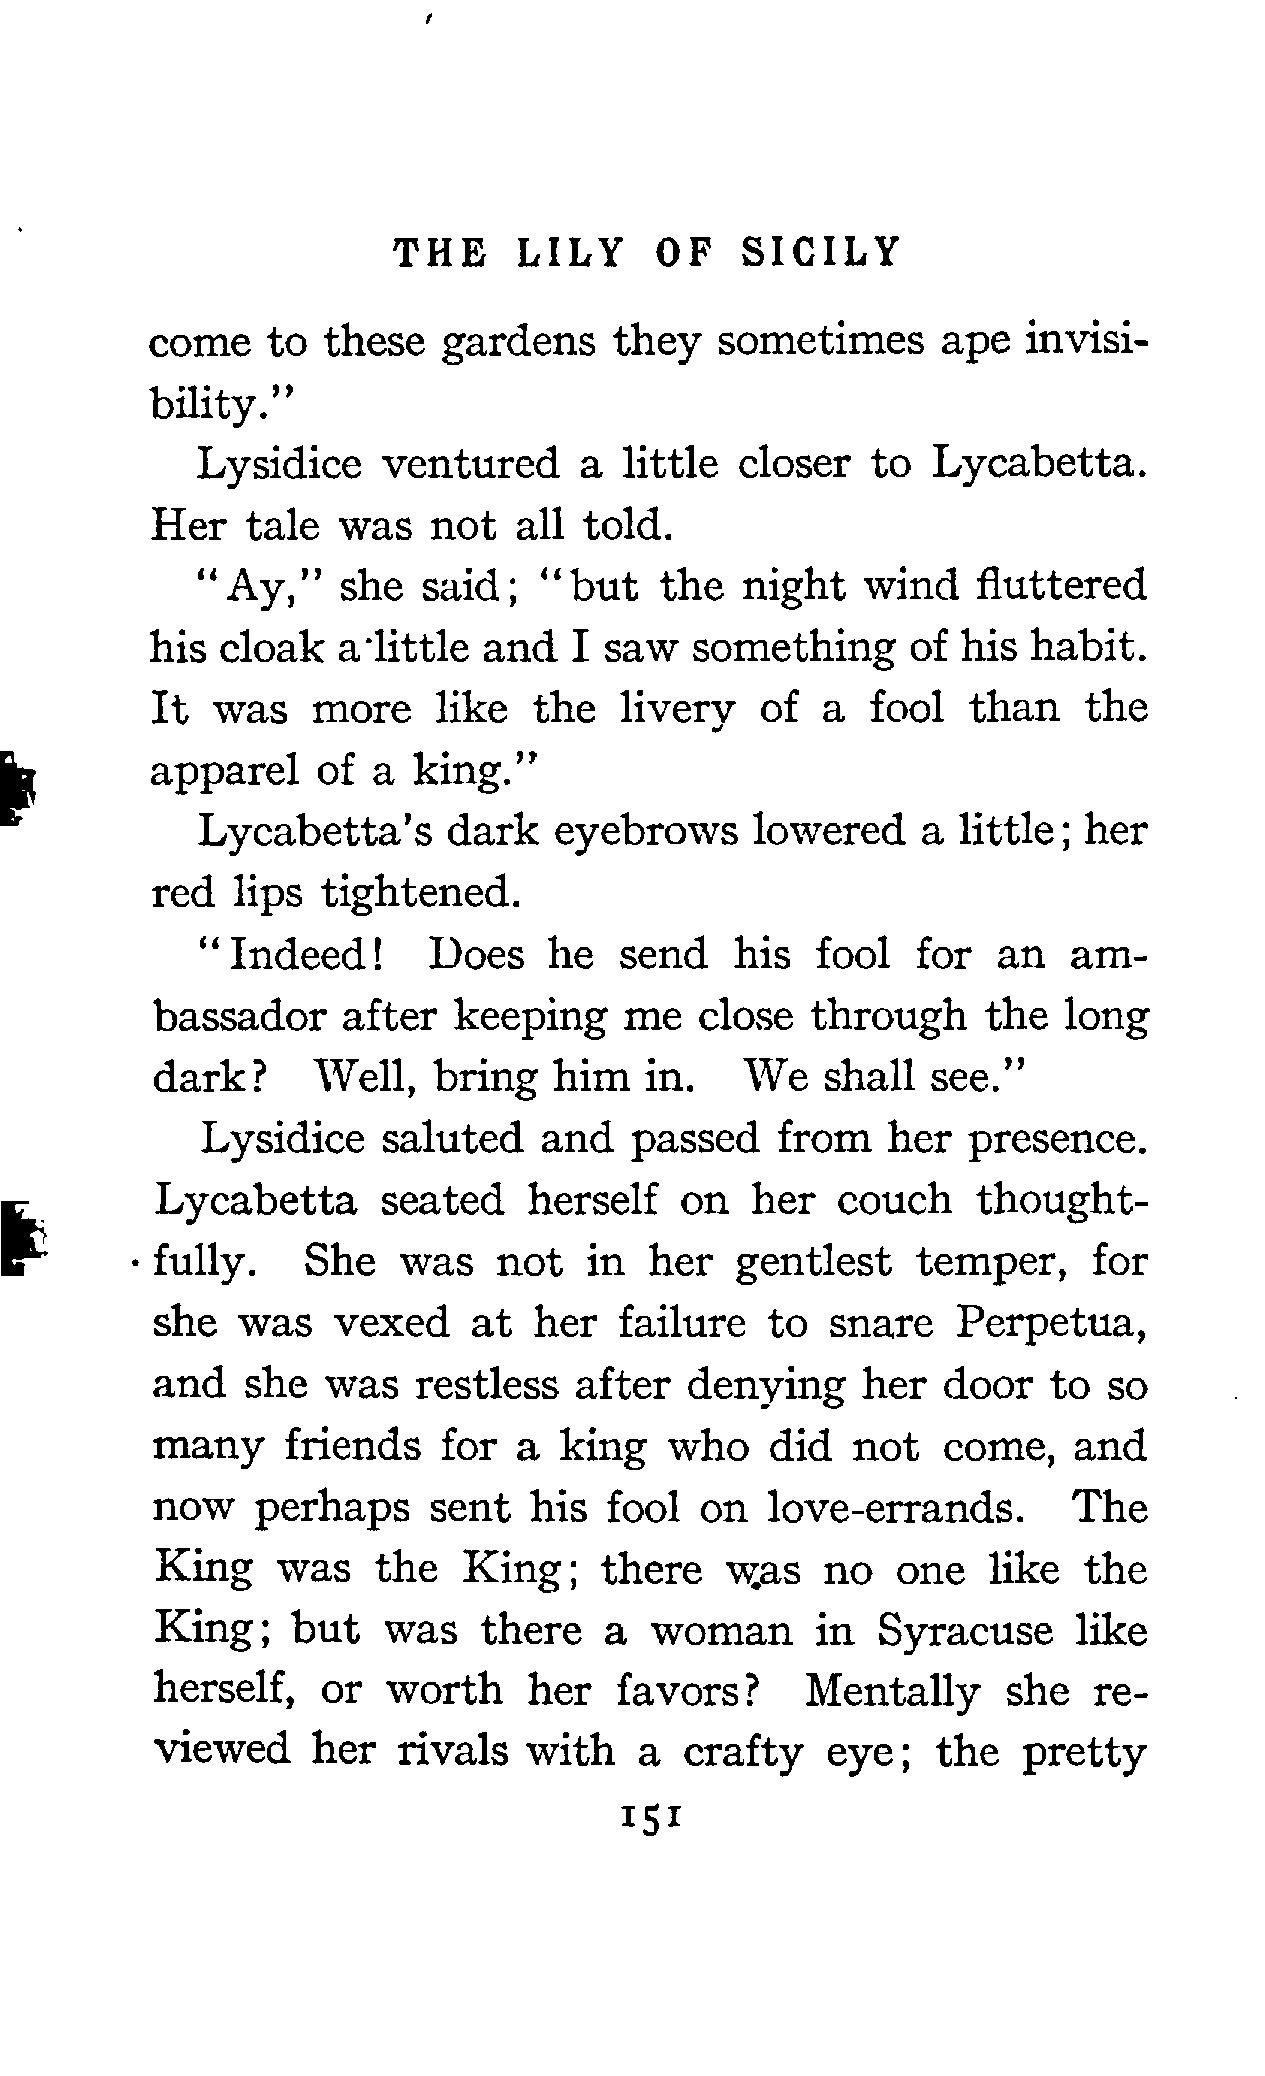 THE LILY OF SICILY
come to these gardens they sometimes ape invisi-
bility."
Lysidice ventured a little closer to Lycabetta.
Her tale was not all told.
"Ay," she said; "but the night wind fluttered
his cloak a little and I saw something of his habit.
It was more like the livery of a fool than the
apparel of a king."
Lycabetta's dark eyebrows lowered a little; her
red lips tightened.
"Indeed! Does he send his fool for an am-
bassador after keeping me close through the long
dark? Well, bring him in. We shall see."
Lysidice saluted and passed from her presence.
Lycabetta seated herself on her couch thought-
fully. She was not in her gentlest temper, for
she was vexed at her failure to snare Perpetua,
and she was restless after denying her door to so
many friends for a king who did not come, and
now perhaps sent his fool on love-errands. The
King was the King; there was no one like the
King; but was there a woman in Syracuse like
herself, or worth her favors? Mentally she re-
viewed her rivals with a crafty eye; the pretty
151